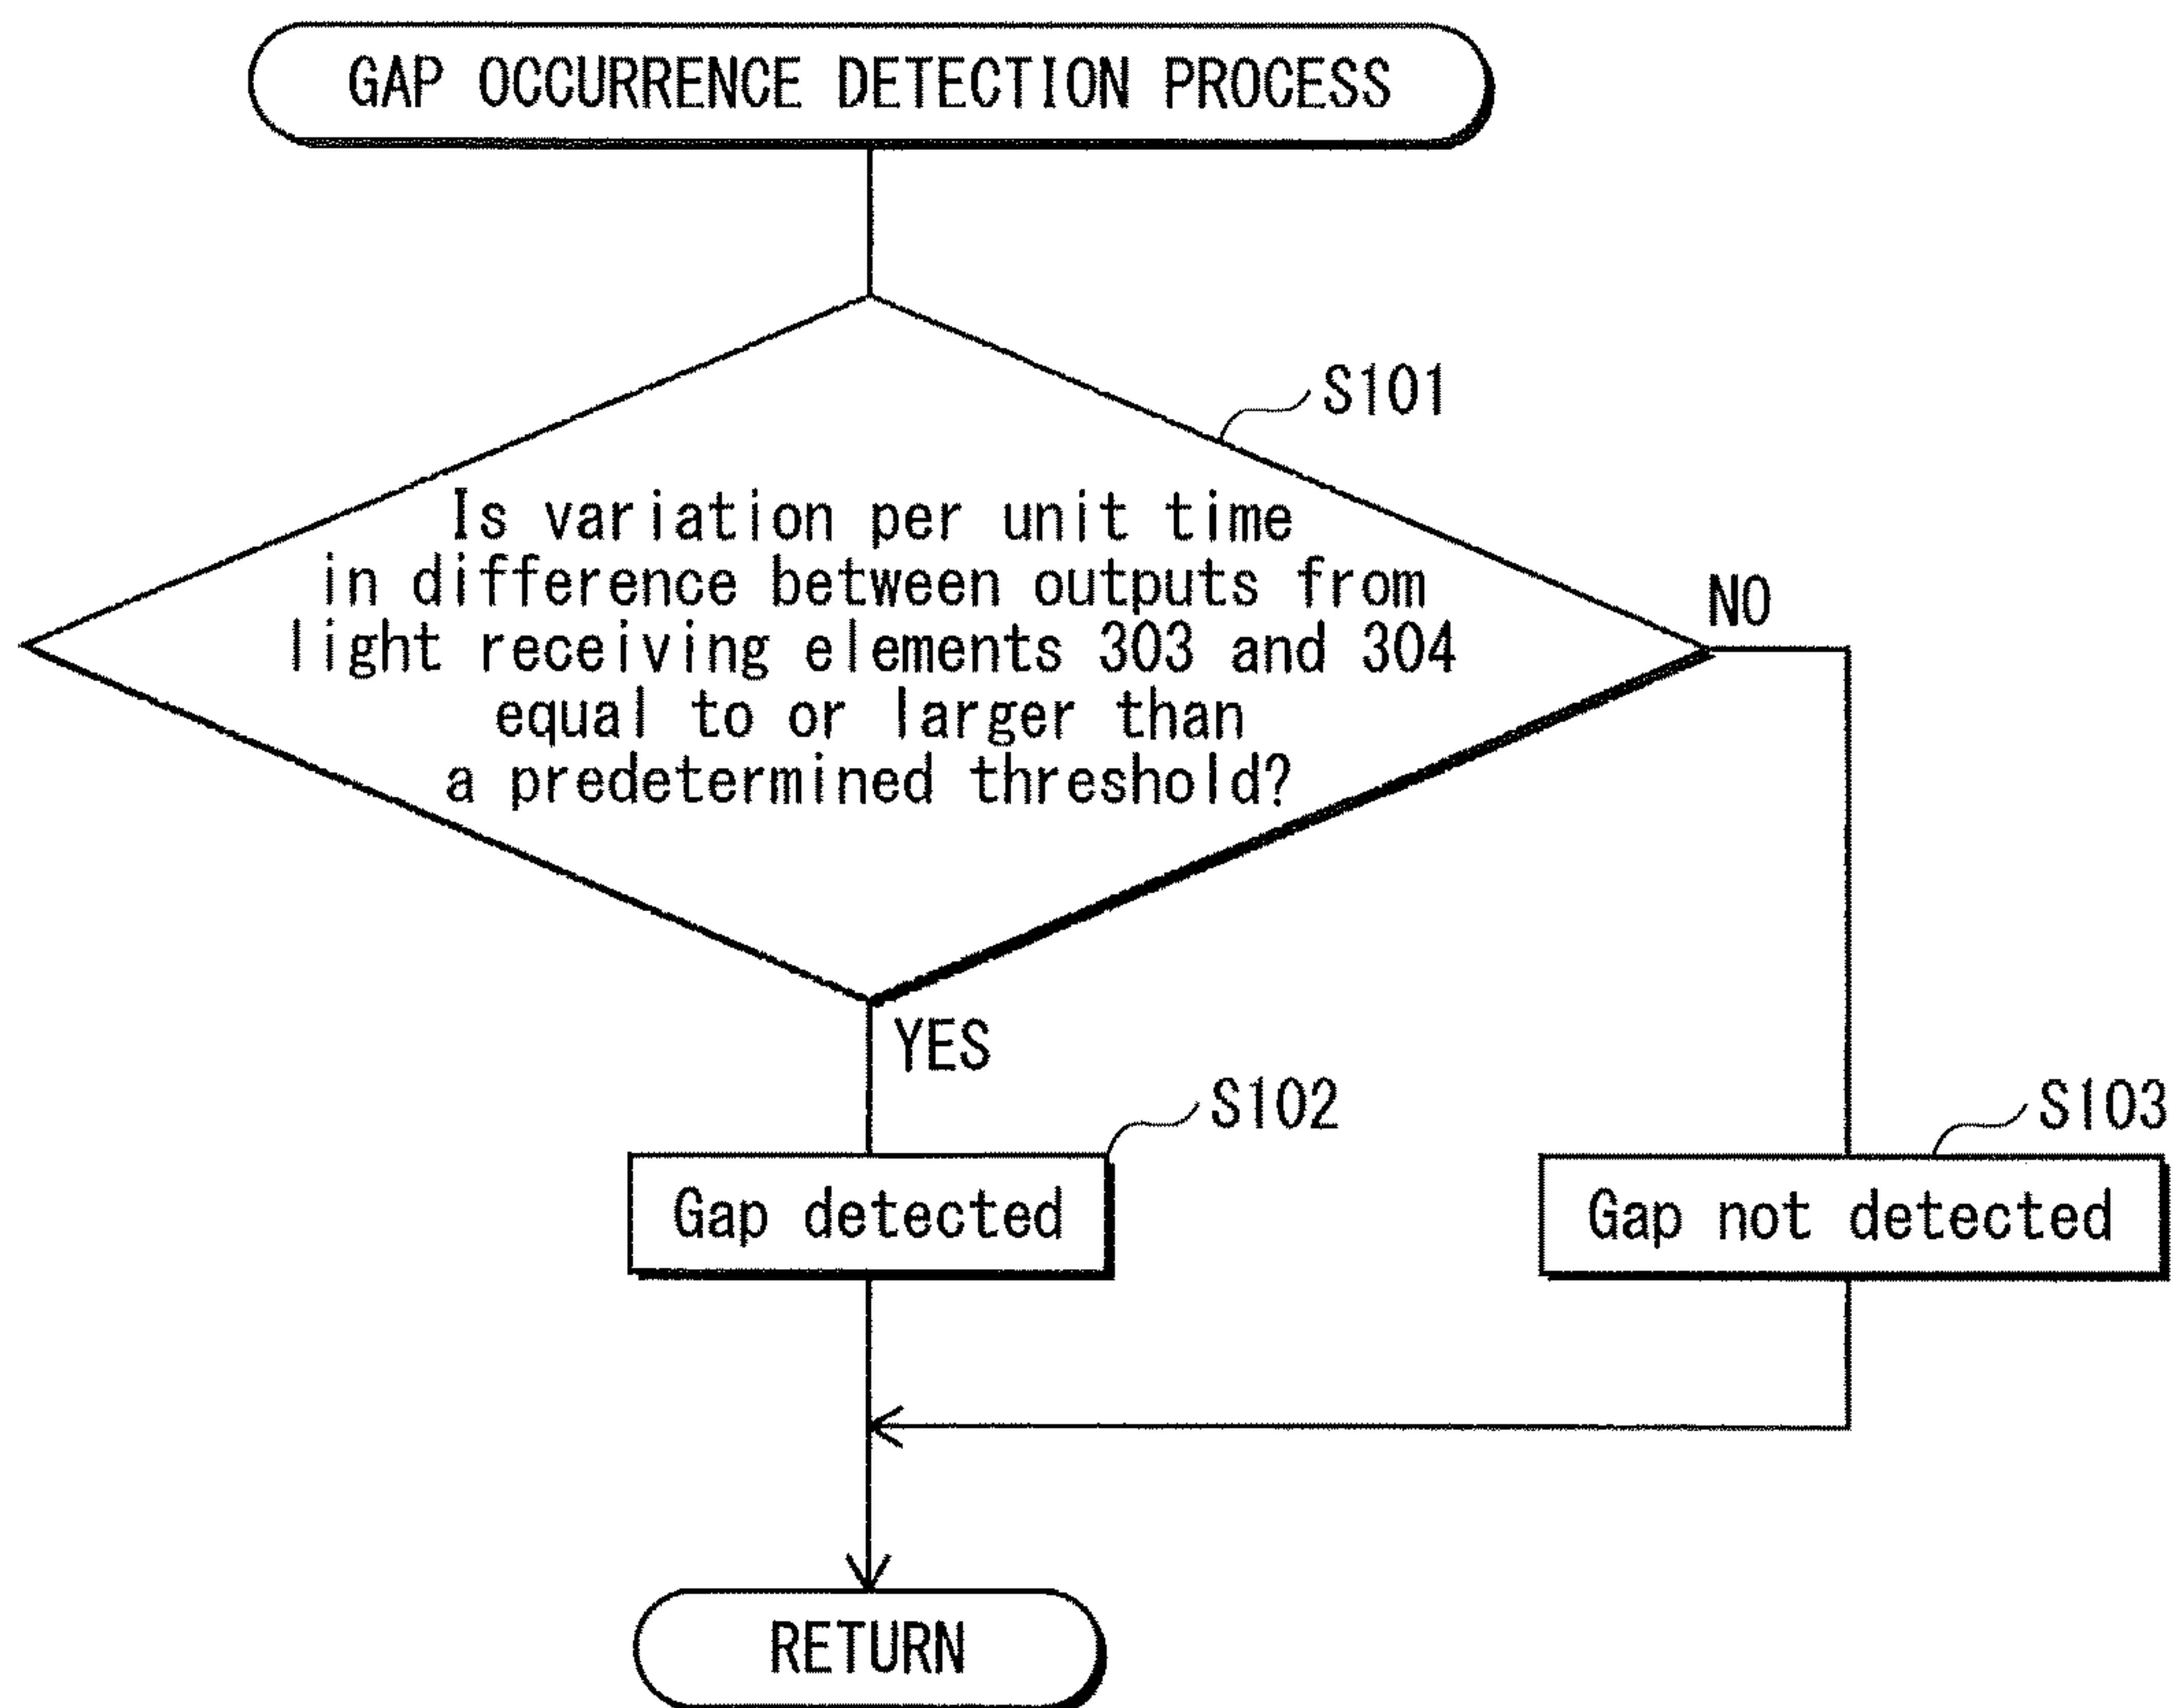 GAP OCCURRENCE DETECTION PROCESS
S101
Is variation per unit time
in difference between outputs from
light receiving elements 303 and 304
equal to or larger than
a predetermined threshold?
NO
YES
S102
S103
Gap detected
Gap not detected
RETURN